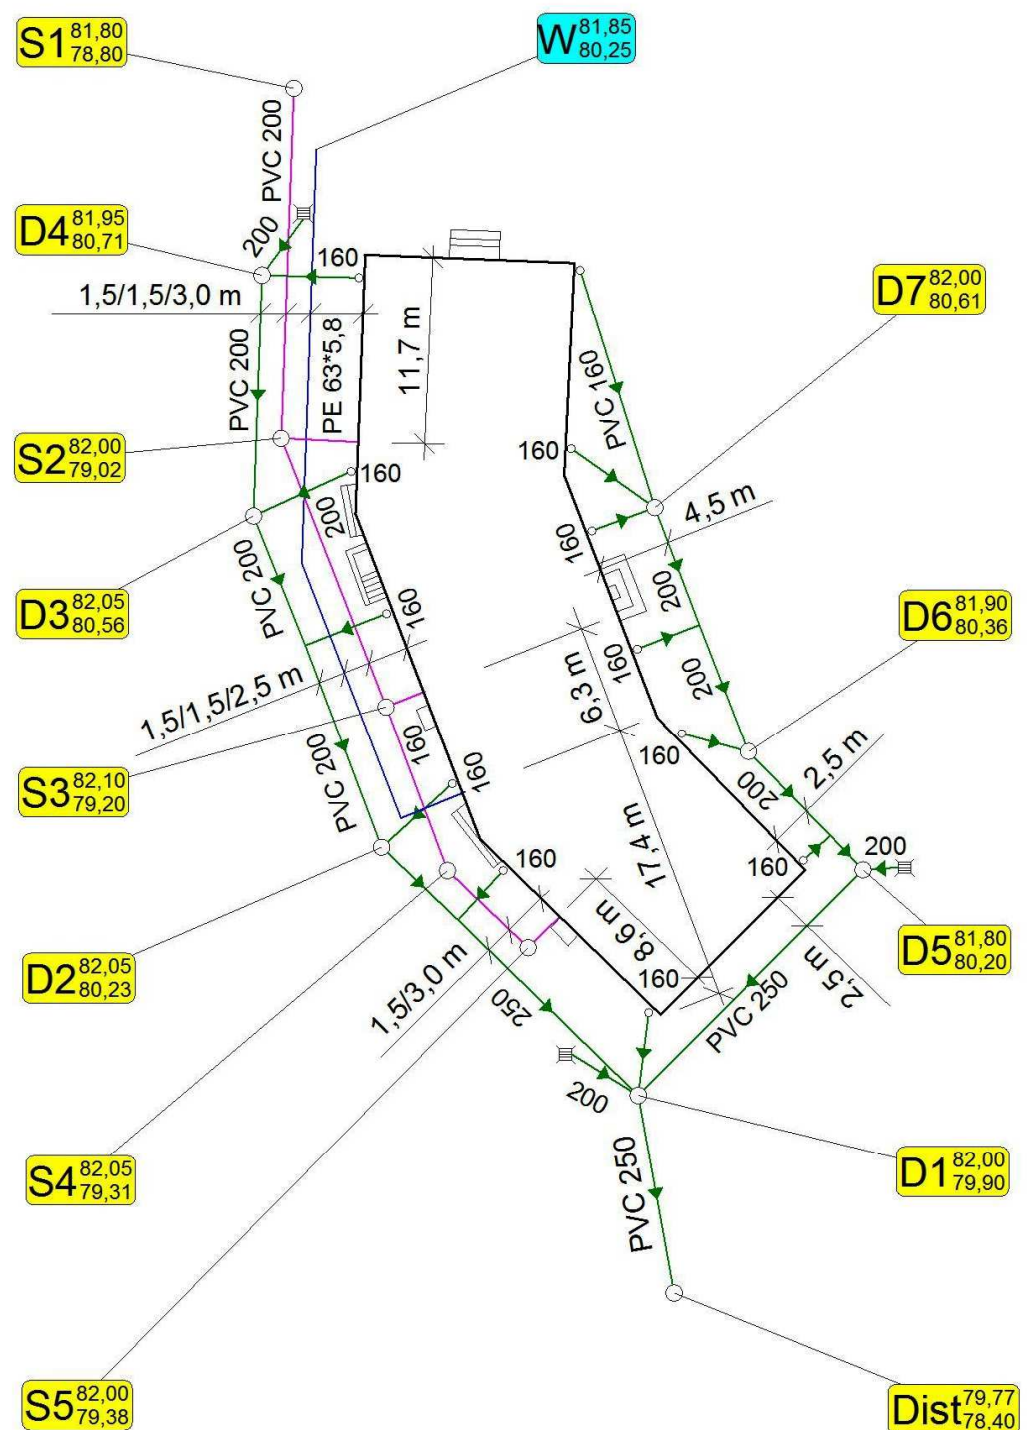 S1 81,80
78,80
W 81,85
80,25
PVC 200
D4 81,95
80,71
200
160
1,5/1,5/3,0 m
D7 82,00
80,61
PVC 200
PE 63*5,8
11,7 m
PVC 160
S2 82,00
79,02
160
160
200
4,5 m
D3 82,05
80,56
PVC 200
160
160
200
D6 81,90
80,36
1,5/1,5/2,5 m
160
6,3 m
200
S3 82,10
79,20
PVC 200
160
160
160
200
2,5 m
160
17,4 m
160
200
D2 82,05
80,23
1,5/3,0 m
8,6 m
160
2,5 m
D5 81,80
80,20
250
PVC 250
200
S4 82,05
79,31
PVC 250
D1 82,00
79,90
S5 82,00
79,38
Dist 79,77
78,40